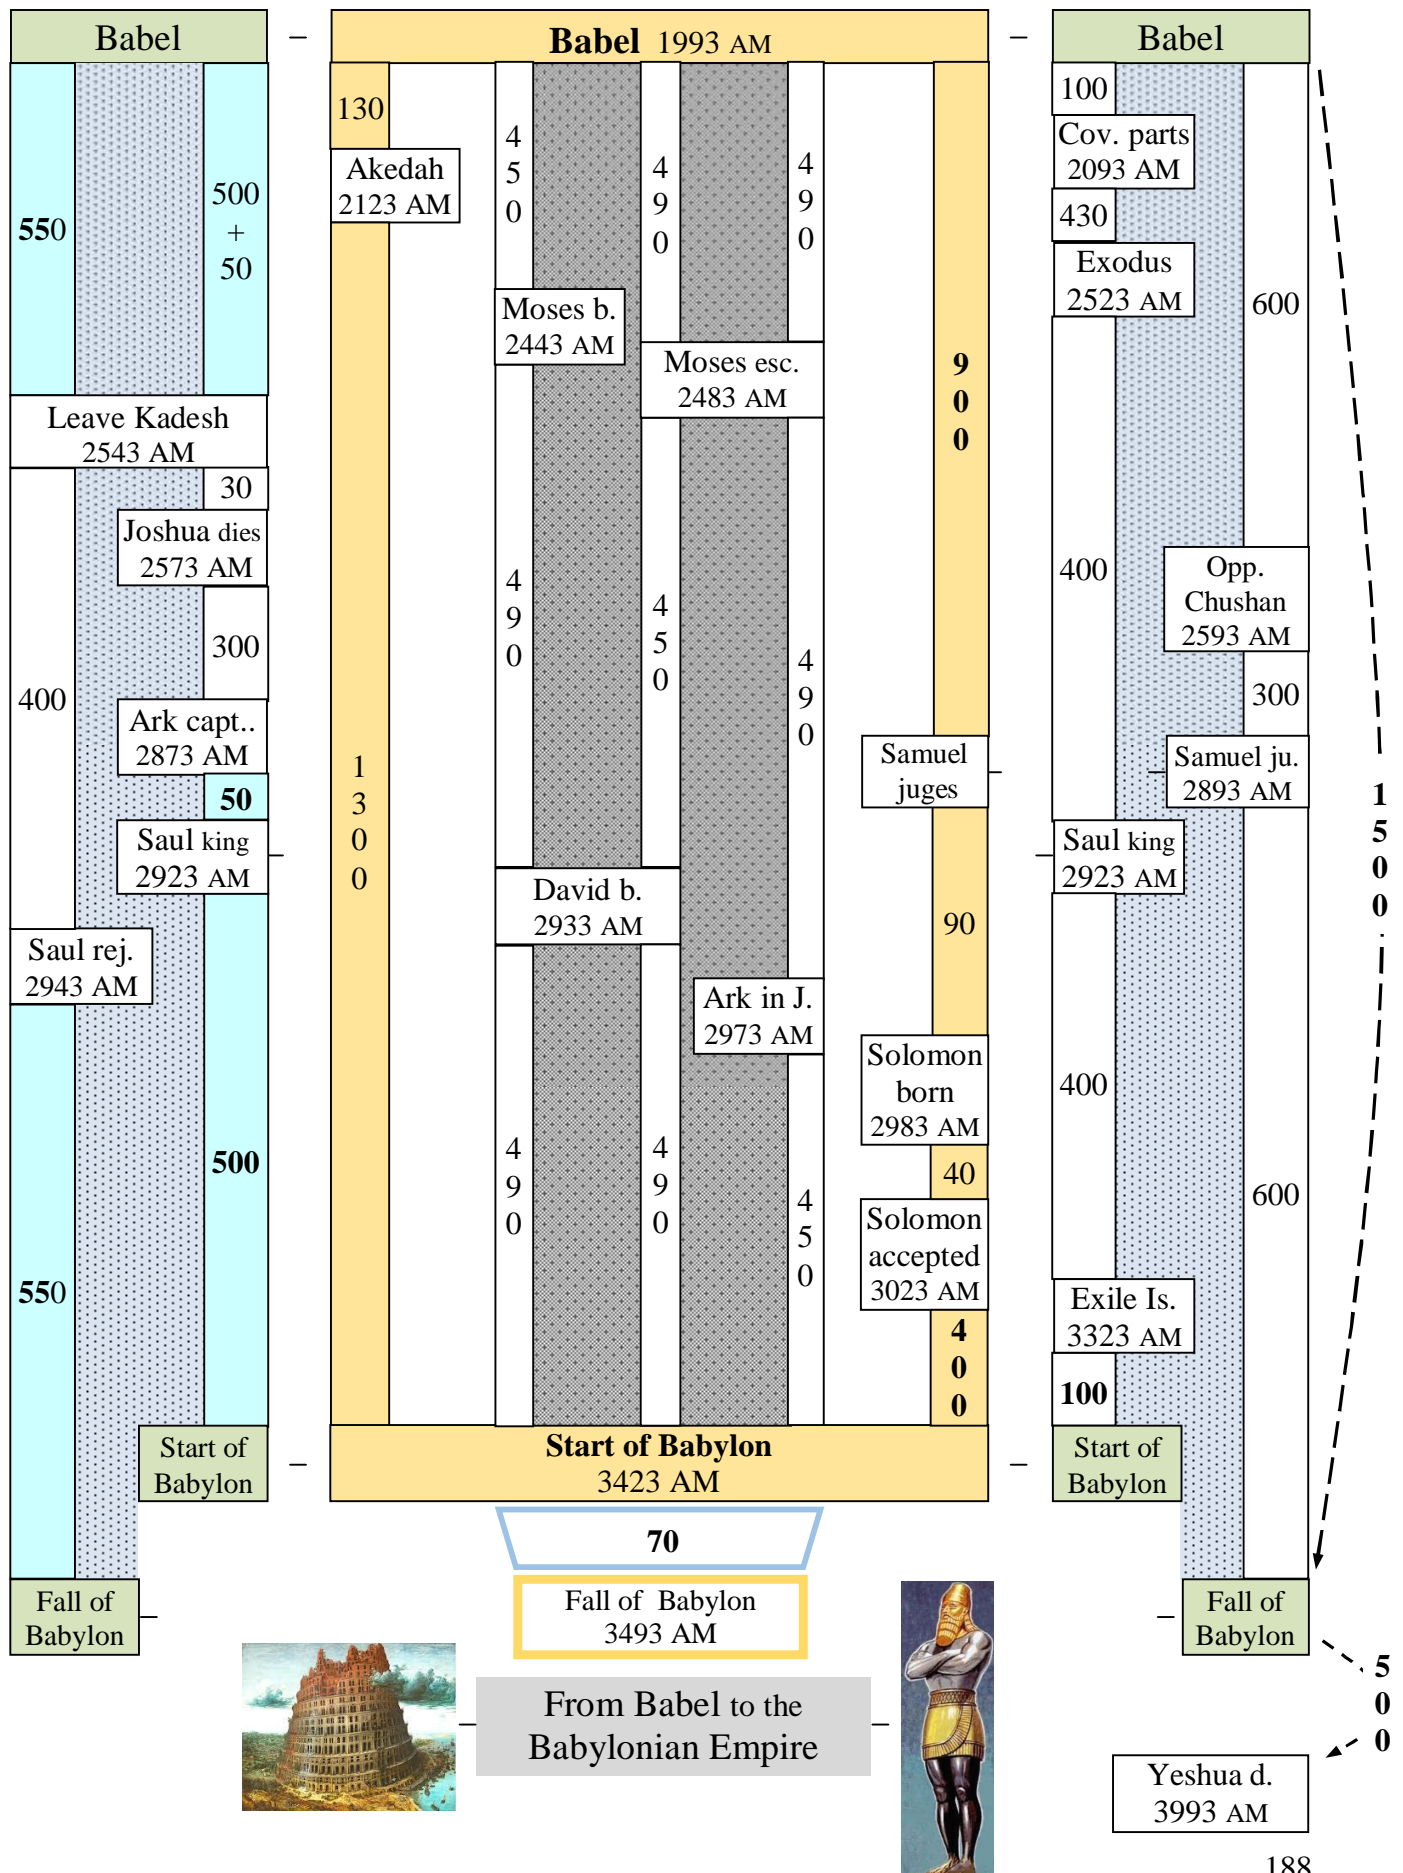 Babel
550
500
+
50
Leave Kadesh
2543 AM
30
Joshua dies
2573 AM
300
400
Ark capt..
2873 AM
50
Saul king
2923 AM
Saul rej.
2943 AM
500
550
Start of
Babylon
Fall of
Babylon
Babel 1993 AM
130
Akedah
2123 AM
1
3
0
0
4
5
0
Moses b.
2443 AM
4
9
0
4
9
0
4
9
0
Moses esc.
2483 AM
4
5
0
4
9
0
David b.
2933 AM
Ark in J.
2973 AM
4
9
0
4
9
0
4
5
0
9
0
0
Samuel
juges
90
Solomon
born
2983 AM
40
Solomon
accepted
3023 AM
4
0
0
Start of Babylon
3423 AM
70
Fall of Babylon
3493 AM
From Babel to the
Babylonian Empire
Babel
100
Cov. parts
2093 AM
430
Exodus
2523 AM
600
400
Opp.
Chushan
2593 AM
300
Samuel ju.
2893 AM
Saul king
2923 AM
400
600
Exile Is.
3323 AM
100
Start of
Babylon
Fall of
Babylon
1
5
0
0
5
0
0
Yeshua d.
3993 AM
188